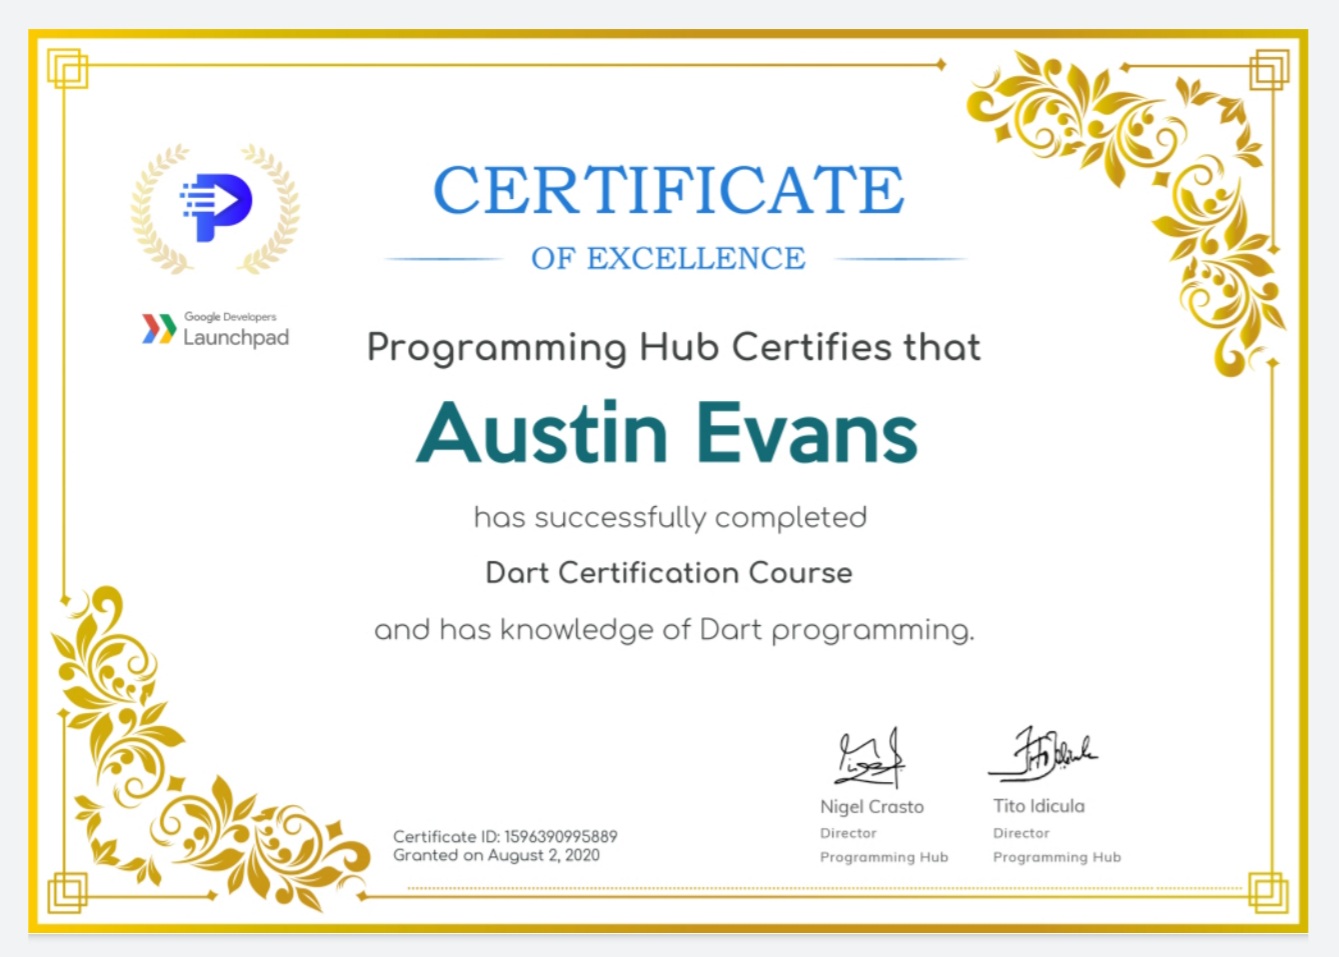 CERTIFICATE
OF EXCELLENCE
Google Developers
Launchpad
Programming Hub Certifies that
Austin Evans
has successfully completed
Dart Certification Course
and has knowledge of Dart programming.
Nigel Crasto
Director
Programming Hub
Tito Idicula
Director
Programming Hub
Certificate ID: 1596390995889
Granted on August 2, 2020